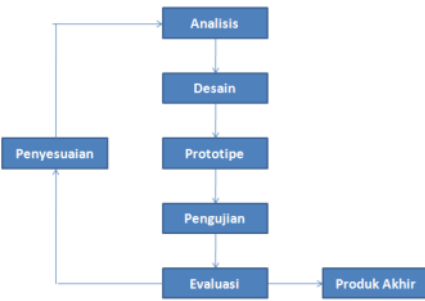 Analisis
Desain
Penyesuaian
Prototipe
Pengujian
Evaluasi
Produk Akhir